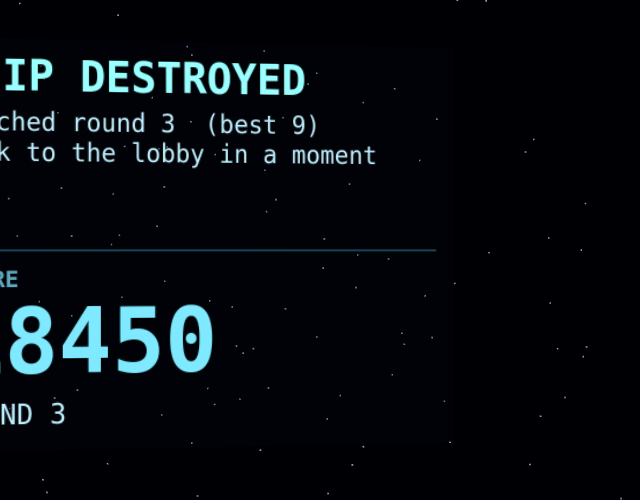 IP DESTROYED
ched round 3 (best 9)
k to the lobby in a moment
RE
8450
ND 3